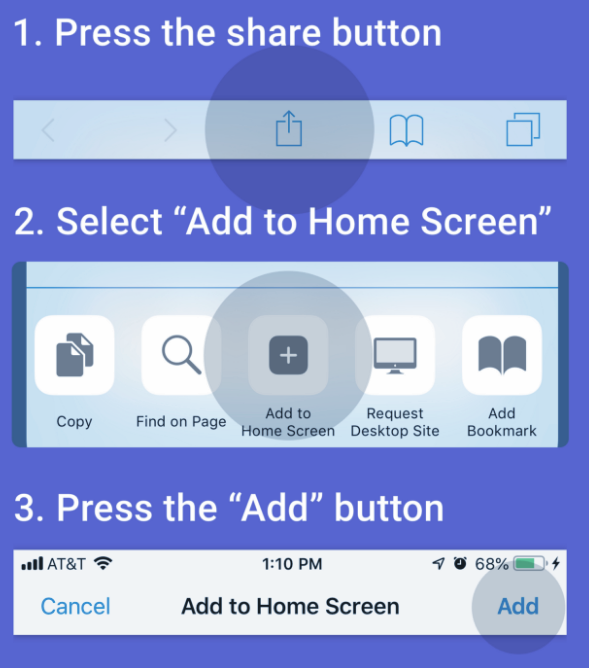 1. Press the share button
2. Select “Add to Home Screen”
Copy
Find on Page
Add to
Home Screen
Request
Desktop Site
Add
Bookmark
3. Press the “Add” button
AT&T 1:10 PM 68%
Cancel Add to Home Screen Add